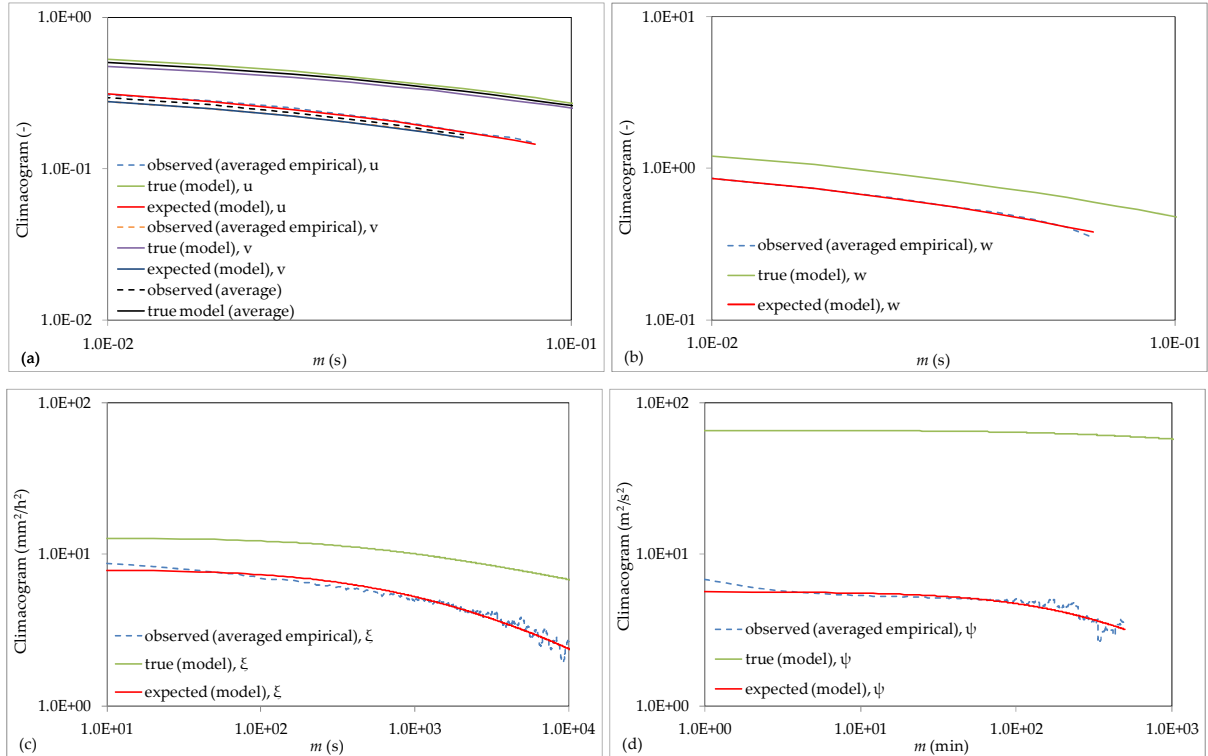 1.0E+00
1.0E-01
1.0E-02
Climacogram (-)
observed (averaged empirical), u
true (model), u
expected (model), u
observed (averaged empirical), v
true (model), v
expected (model), v
observed (average)
true model (average)
1.0E-02
1.0E-01
(a)
m (s)
1.0E+01
1.0E+00
1.0E-01
Climacogram (-)
observed (averaged empirical), w
true (model), w
expected (model), w
1.0E-02
1.0E-01
(b)
m (s)
1.0E+02
1.0E+01
1.0E+00
Climacogram (mm²/h²)
observed (averaged empirical), ξ
true (model), ξ
expected (model), ξ
1.0E+01
1.0E+02
1.0E+03
1.0E+04
(c)
m (s)
1.0E+02
1.0E+01
1.0E+00
Climacogram (m²/s²)
observed (averaged empirical), ψ
true (model), ψ
expected (model), ψ
1.0E+00
1.0E+01
1.0E+02
1.0E+03
(d)
m (min)